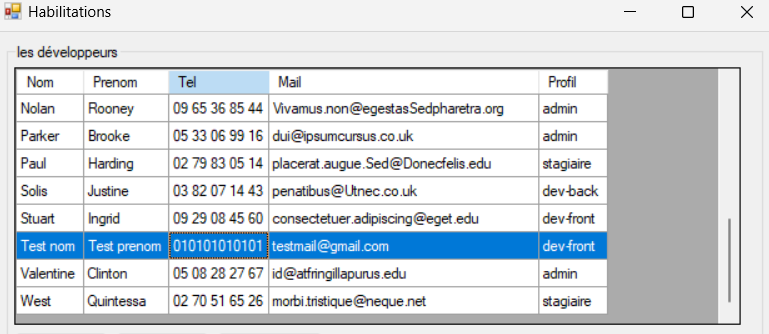 Habilitations
les développeurs
Nom Prenom Tel Mail Profil
Nolan Rooney 09 65 36 85 44 Vivamus.non@egestasSedpharetra.org admin
Parker Brooke 05 33 06 99 16 dui@ipsumcursus.co.uk admin
Paul Harding 02 79 83 05 14 placerat.augue.Sed@Donecfelis.edu stagiaire
Solis Justine 03 82 07 14 43 penatibus@Utnec.co.uk dev-back
Stuart Ingrid 09 29 08 45 60 consectetuer.adipiscing@eget.edu dev-front
Test nom Test prenom 010101010101 testmail@gmail.com dev-front
Valentine Clinton 05 08 28 27 67 id@atfringillapurus.edu admin
West Quintessa 02 70 51 65 26 morbi.tristique@neque.net stagiaire